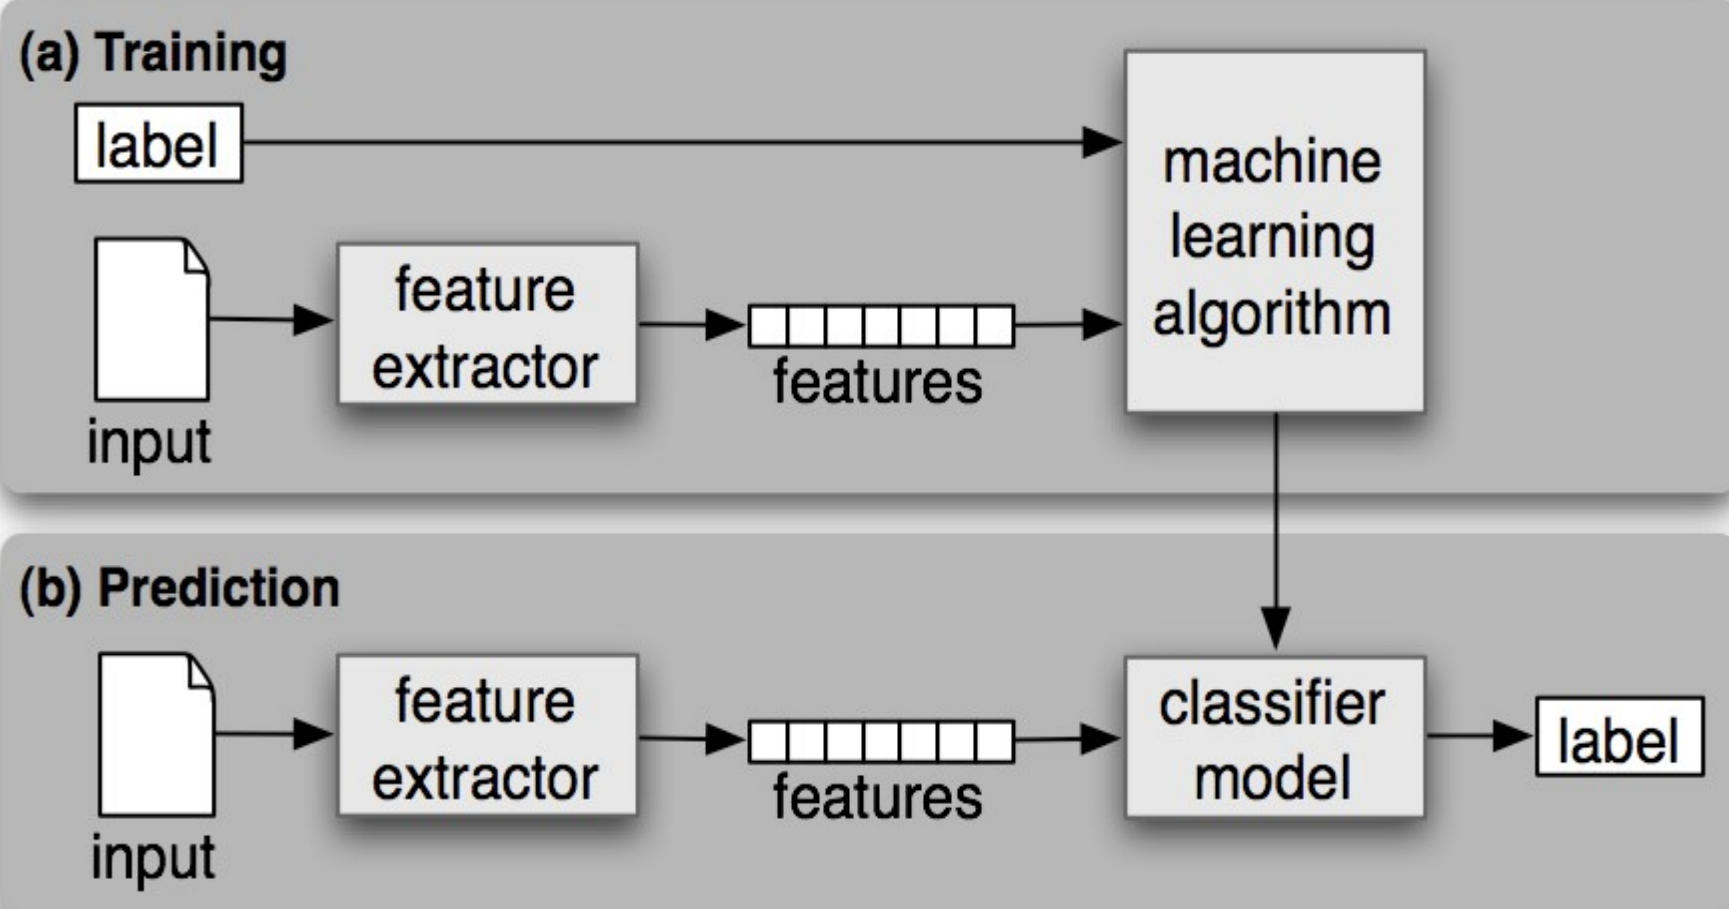 (a) Training
label
machine
learning
algorithm
feature
extractor
features
input
(b) Prediction
feature
extractor
features
classifier
model
label
input